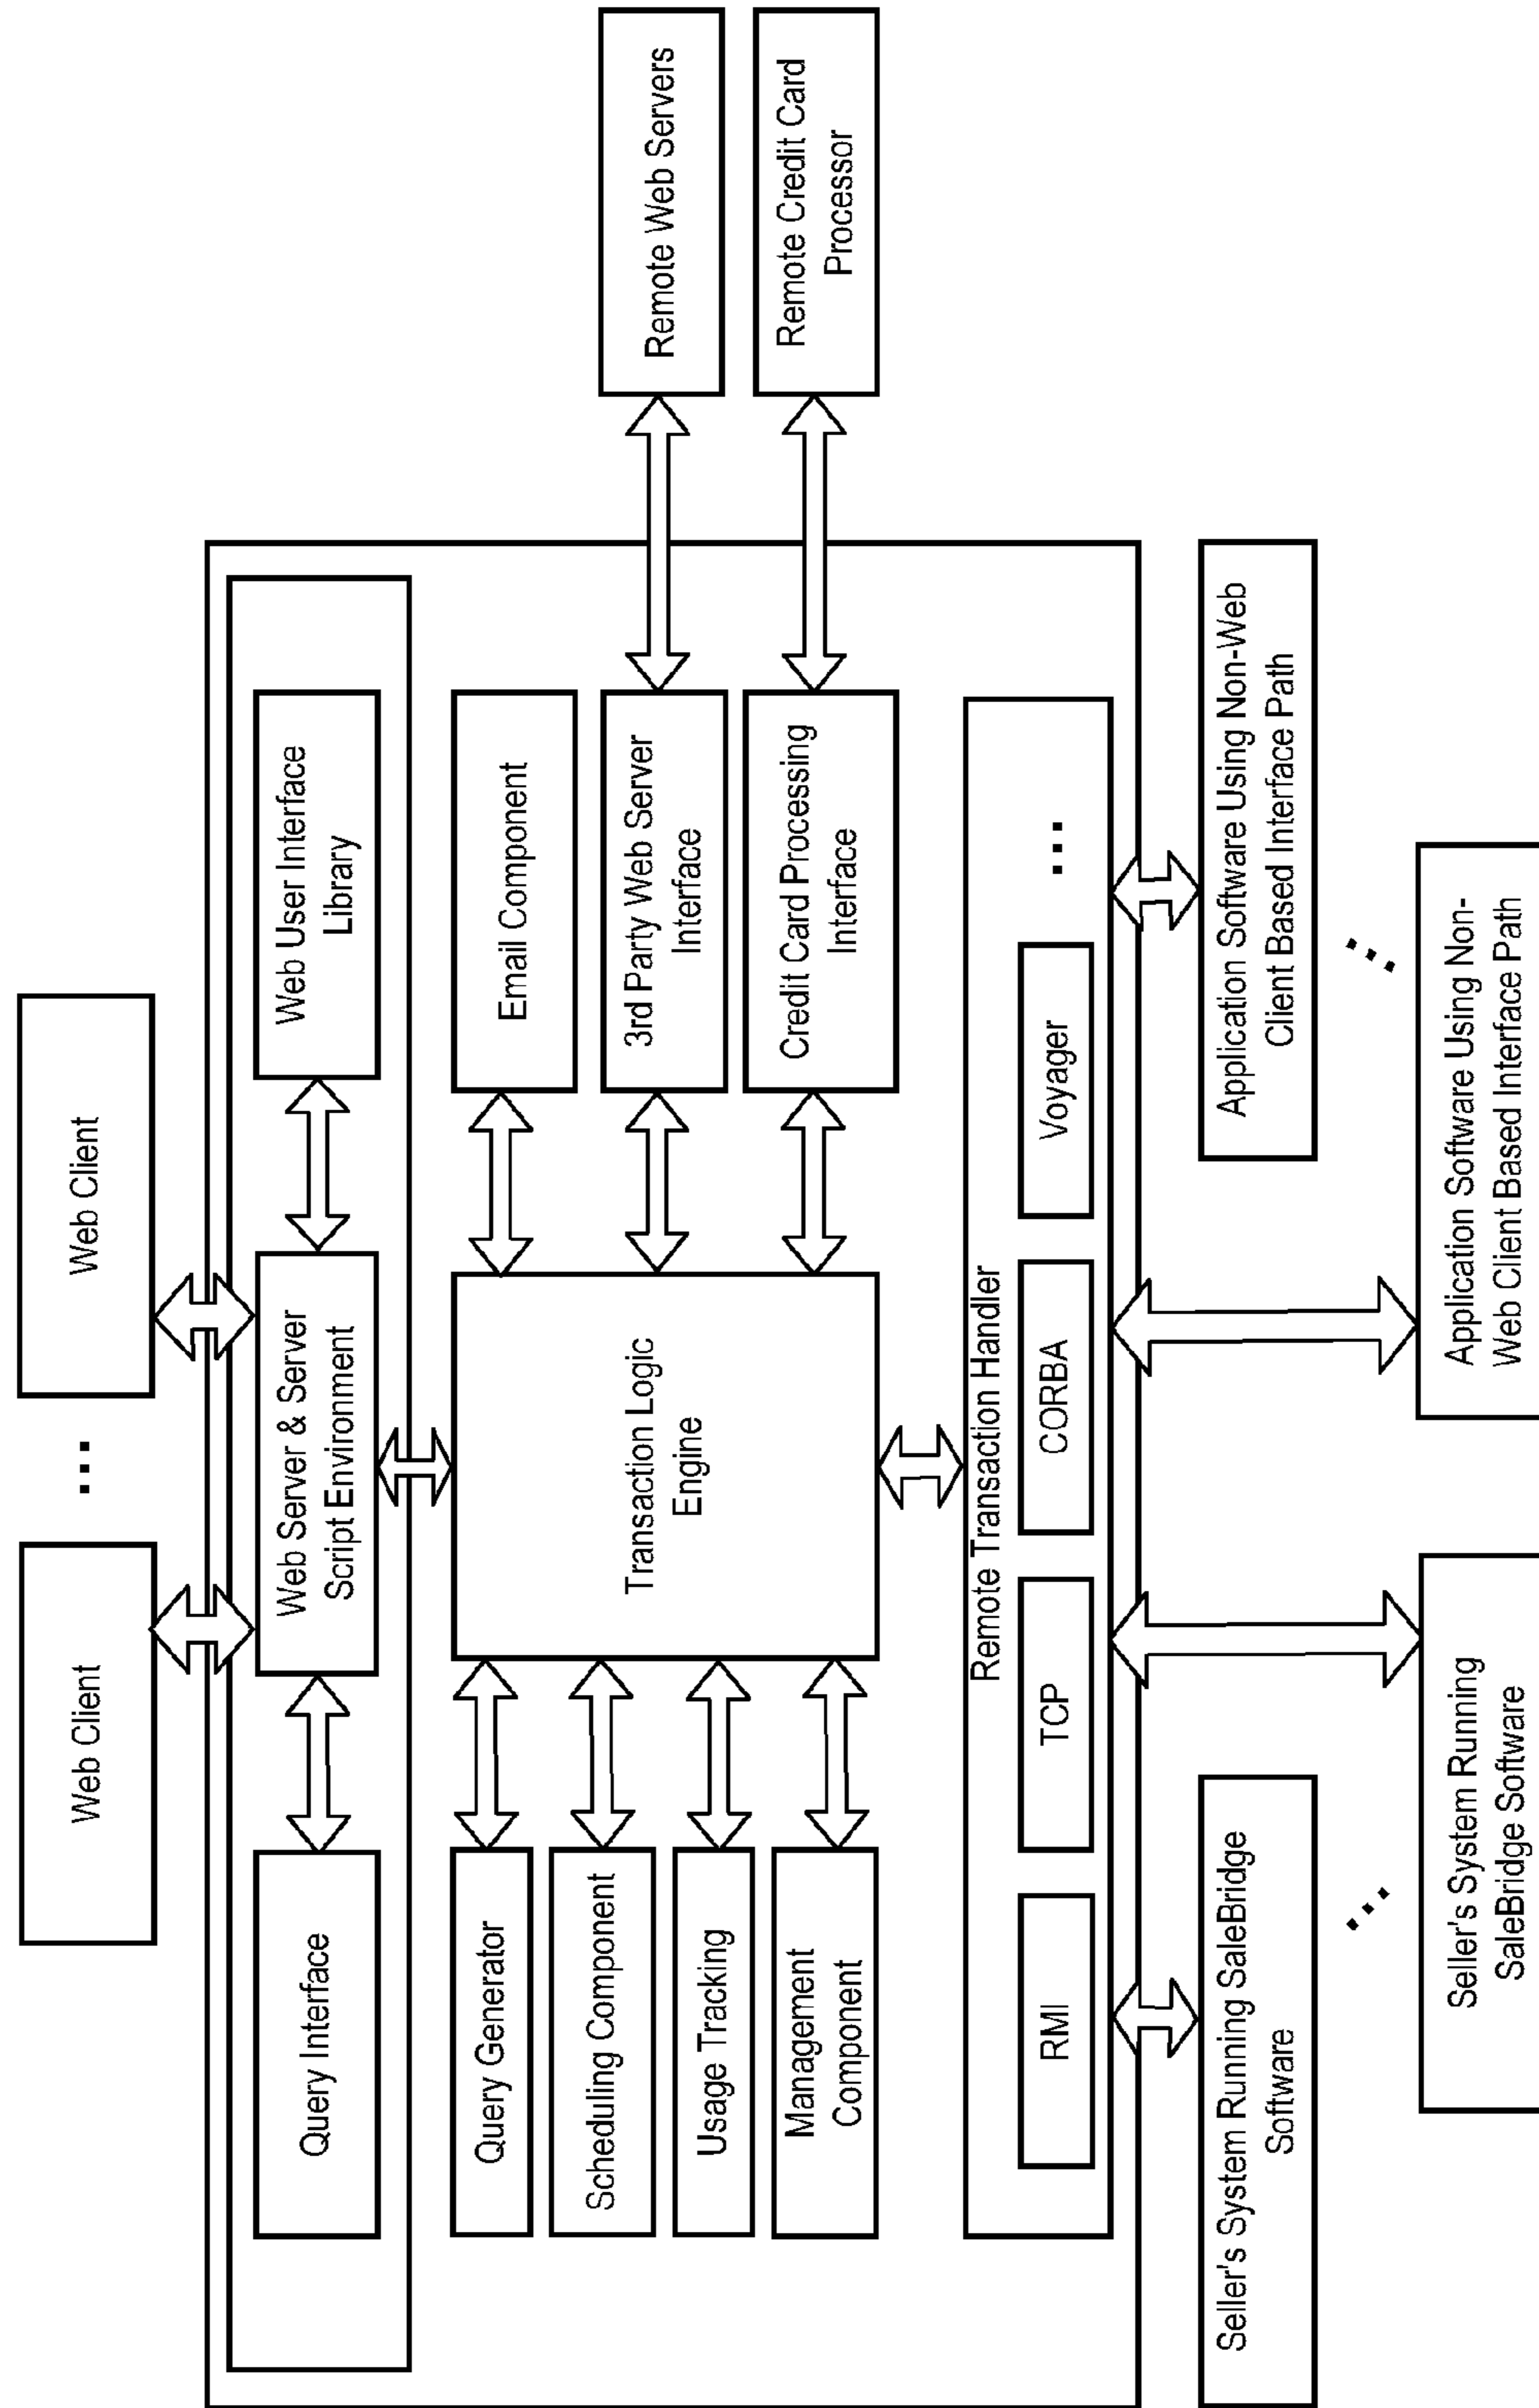 Web Client
...
Web Client
Query Interface
Web Server & Server
Script Environment
Web User Interface
Library
Query Generator
Scheduling Component
Usage Tracking
Management
Component
Transaction Logic
Engine
Email Component
3rd Party Web Server
Interface
Credit Card Processing
Interface
Remote Web Servers
Remote Credit Card
Processor
Remote Transaction Handler
RMI
TCP
CORBA
Voyager
...
Seller's System Running SaleBridge
Software
...
Seller's System Running
SaleBridge Software
Application Software Using Non-Web
Client Based Interface Path
...
Application Software Using Non-
Web Client Based Interface Path